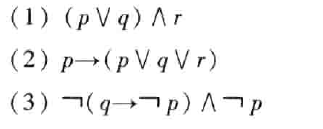 (1) (p∨q)∧r
(2) p→(p∨q∨r)
(3) ¬(q→¬p)∧¬p